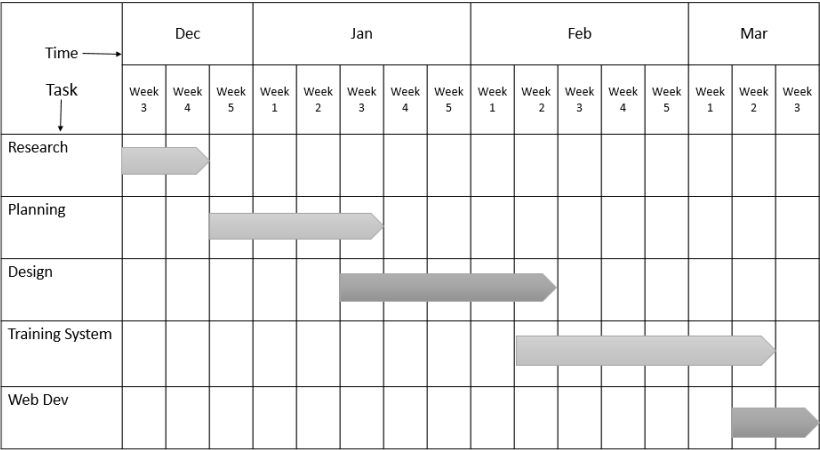 Dec Jan Feb Mar
Time
Task
Week Week Week Week Week Week Week Week Week Week Week Week Week Week Week Week
3 4 5 1 2 3 4 5 1 2 3 4 5 1 2 3
Research
Planning
Design
Training System
Web Dev